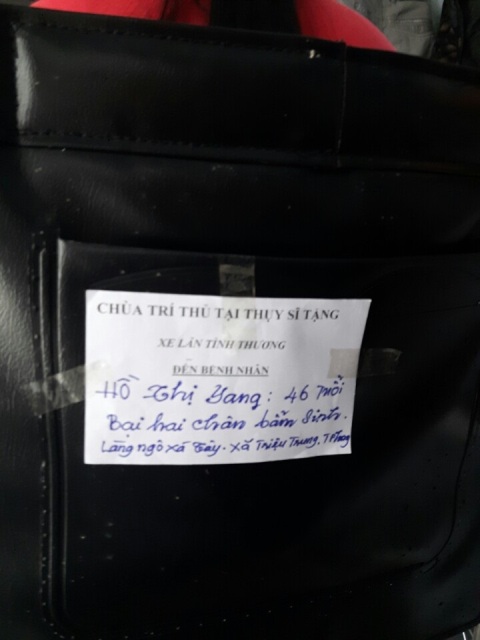 CHÙA TRÍ THỦ TẠI THỤY SĨ TẶNG
XE LĂN TÌNH THƯƠNG
ĐẾN BỆNH NHÂN
HỒ Thị Yang: 46 Tuổi
Bại hai chân bẩm sinh.
Làng ngô xá Tây. xã Triệu Trung. T Phong